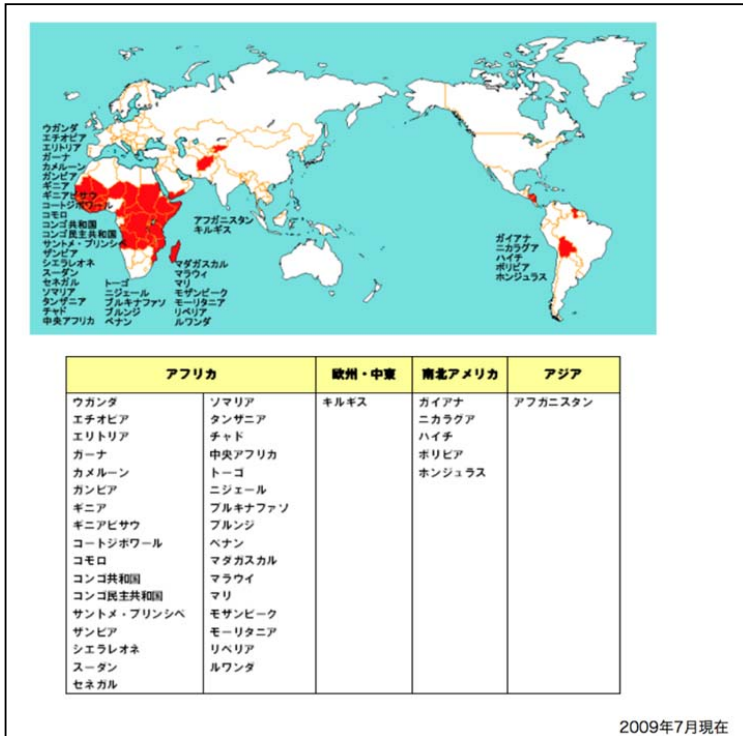 ウガンダ
エチオピア
エリトリア
ガーナ
カメルーン
ガンビア
ギニア
ギニアビサウ
コートジボワール
コモロ
コンゴ共和国
コンゴ民主共和国
サントメ・プリンシペ
ザンビア
シエラレオネ
スーダン
セネガル
ソマリア
タンザニア
チャド
中央アフリカ
トーゴ
ニジェール
ブルキナファソ
ブルンジ
ベナン
マダガスカル
マラウィ
マリ
モザンビーク
モーリタニア
リベリア
ルワンダ
アフガニスタン
キルギス
ガイアナ
ニカラグア
ハイチ
ボリビア
ホンジュラス
アフリカ 欧州・中東 南北アメリカ アジア
ウガンダ ソマリア キルギス ガイアナ アフガニスタン
エチオピア タンザニア ニカラグア
エリトリア チャド ハイチ
ガーナ 中央アフリカ ボリビア
カメルーン トーゴ ホンジュラス
ガンビア ニジェール
ギニア ブルキナファソ
ギニアビサウ ブルンジ
コートジボワール ベナン
コモロ マダガスカル
コンゴ共和国 マラウイ
コンゴ民主共和国 マリ
サントメ・プリンシペ モザンビーク
ザンビア モーリタニア
シエラレオネ リベリア
スーダン ルワンダ
セネガル
2009年7月現在